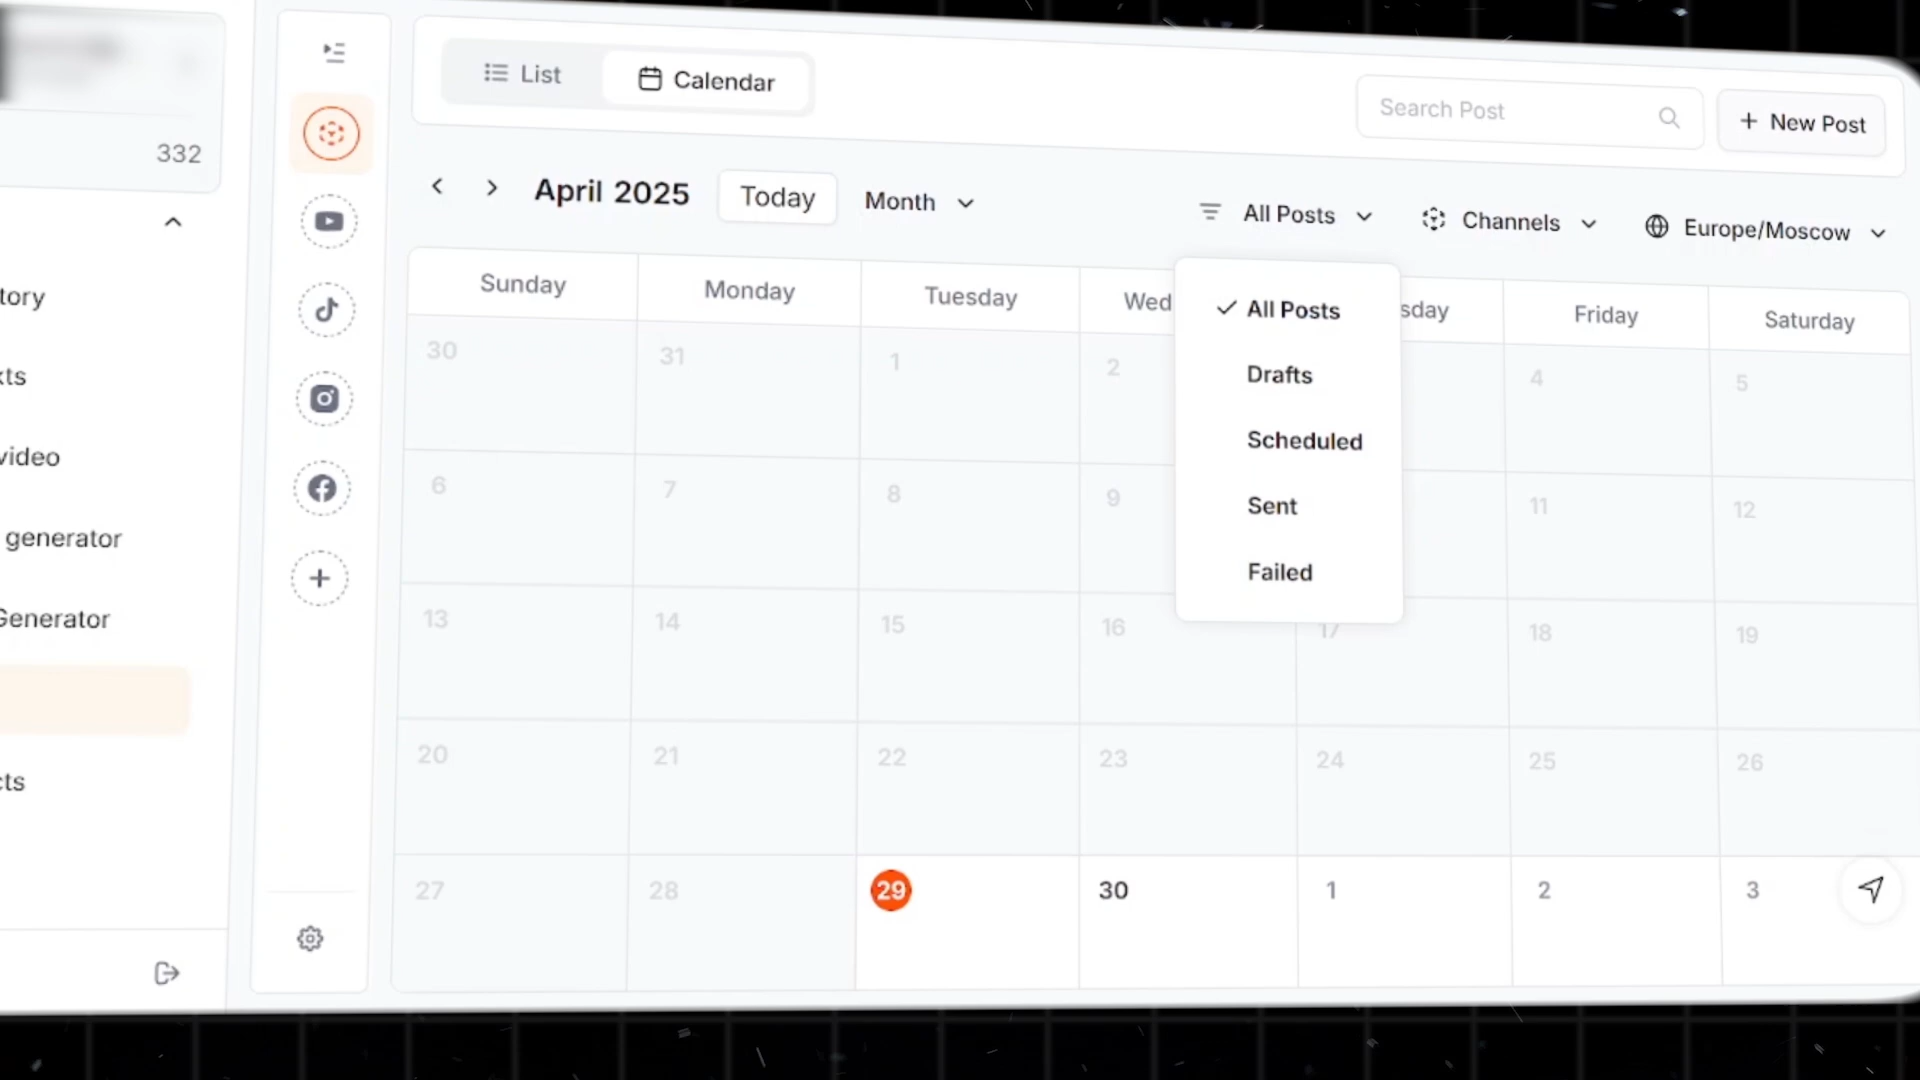 332
tory
video
generator
Generator
List
Calendar
Search Post
+ New Post
April 2025
Today
Month
All Posts
Channels
Europe/Moscow
Sunday
Monday
Tuesday
Wed
sday
Friday
Saturday
All Posts
Drafts
Scheduled
Sent
Failed
30
31
1
2
4
5
6
7
8
9
11
12
13
14
15
16
17
18
19
20
21
22
23
24
25
26
27
28
29
30
1
2
3